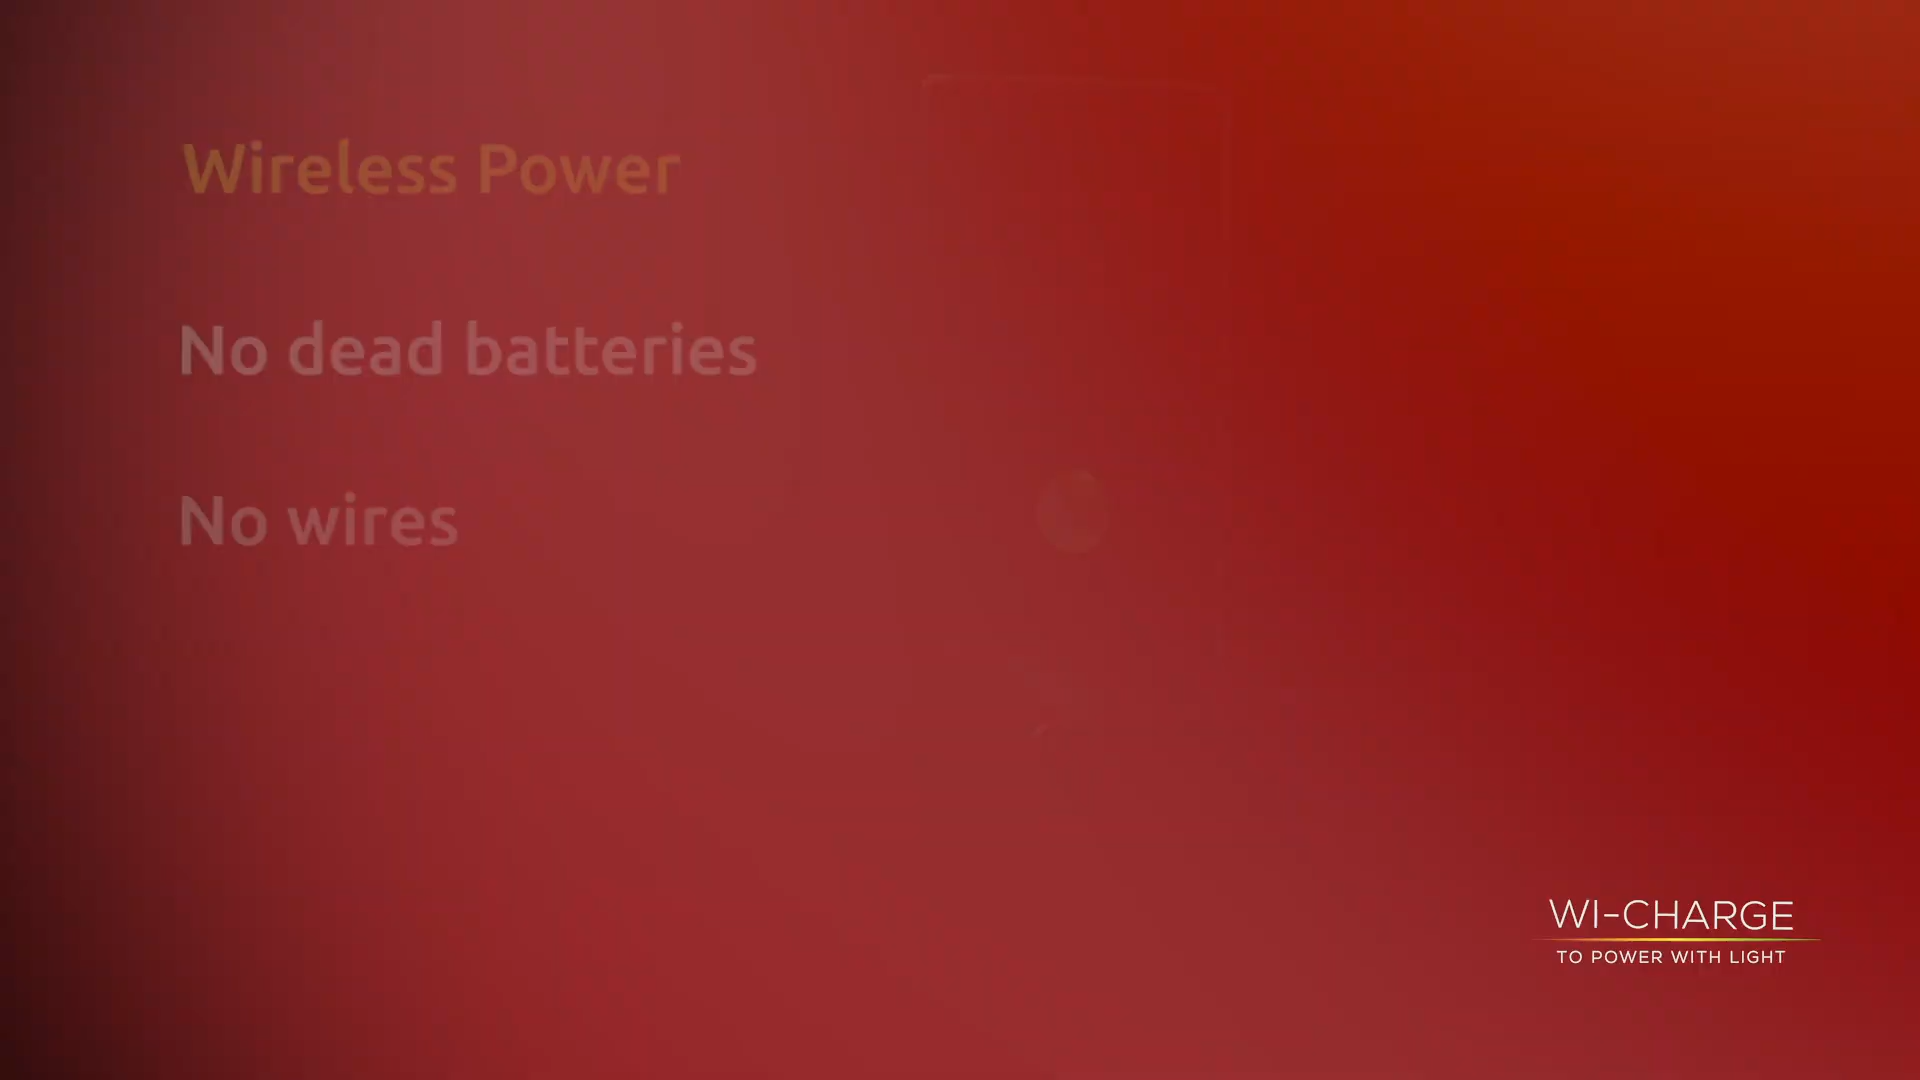 Wireless Power
No dead batteries
No wires
WI-CHARGE
TO POWER WITH LIGHT